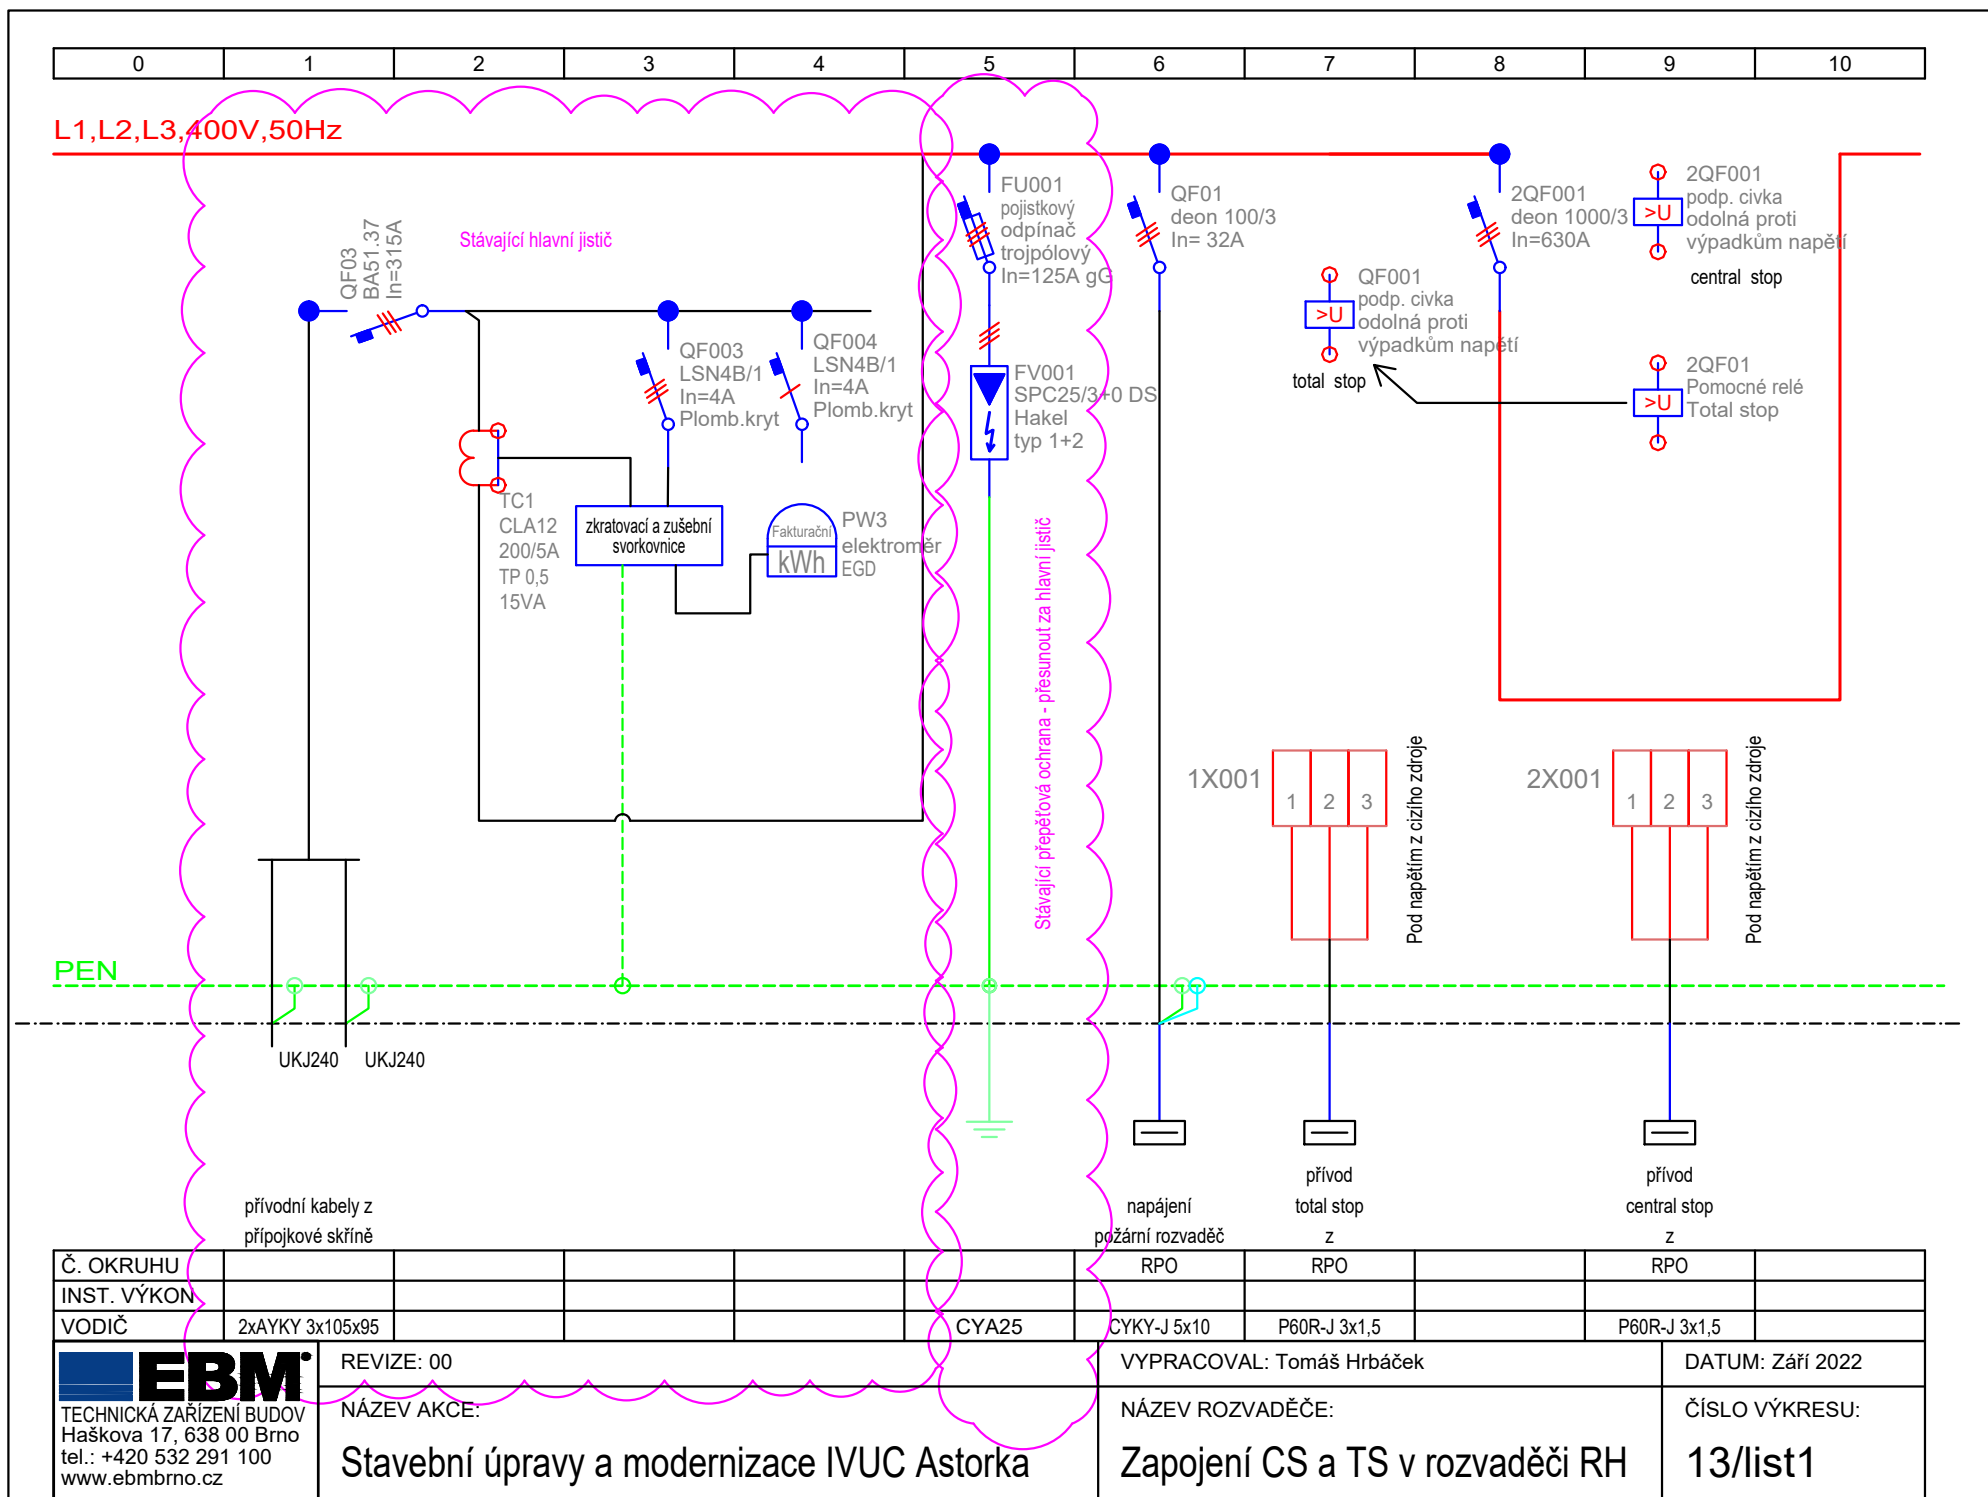 0 1 2 3 4 5 6 7 8 9 10
L1,L2,L3,400V,50Hz
QF03
BA51.37
In=315A
Stávající hlavní jistič
QF003
LSN4B/1
In=4A
Plomb.kryt
QF004
LSN4B/1
In=4A
Plomb.kryt
TC1
CLA12
200/5A
TP 0,5
15VA
zkratovací a zušební
svorkovnice
Fakturační
kWh
PW3
elektroměr
EGD
FU001
pojistkový
odpínač
trojpólový
In=125A gG
FV001
SPC25/3+0 DS
Hakel
typ 1+2
Stávající přepěťová ochrana - přesunout za hlavní jistič
QF01
deon 100/3
In= 32A
>U
QF001
podp. civka
odolná proti
výpadkům napětí
total stop
2QF001
deon 1000/3
In=630A
>U
2QF001
podp. civka
odolná proti
výpadkům napětí
central stop
>U
2QF01
Pomocné relé
Total stop
1X001
1 2 3
Pod napětím z cizího zdroje
2X001
1 2 3
Pod napětím z cizího zdroje
PEN
UKJ240 UKJ240
přívodní kabely z
přípojkové skříně
napájení
požární rozvaděč
přívod
total stop
z
přívod
central stop
z
Č. OKRUHU RPO RPO RPO
INST. VÝKON
VODIČ 2xAYKY 3x105x95 CYA25 CYKY-J 5x10 P60R-J 3x1,5 P60R-J 3x1,5
EBM
TECHNICKÁ ZAŘÍZENÍ BUDOV
Haškova 17, 638 00 Brno
tel.: +420 532 291 100
www.ebmbrno.cz
REVIZE: 00
NÁZEV AKCE:
Stavební úpravy a modernizace IVUC Astorka
VYPRACOVAL: Tomáš Hrbáček
NÁZEV ROZVADĚČE:
Zapojení CS a TS v rozvaděči RH
DATUM: Září 2022
ČÍSLO VÝKRESU:
13/list1